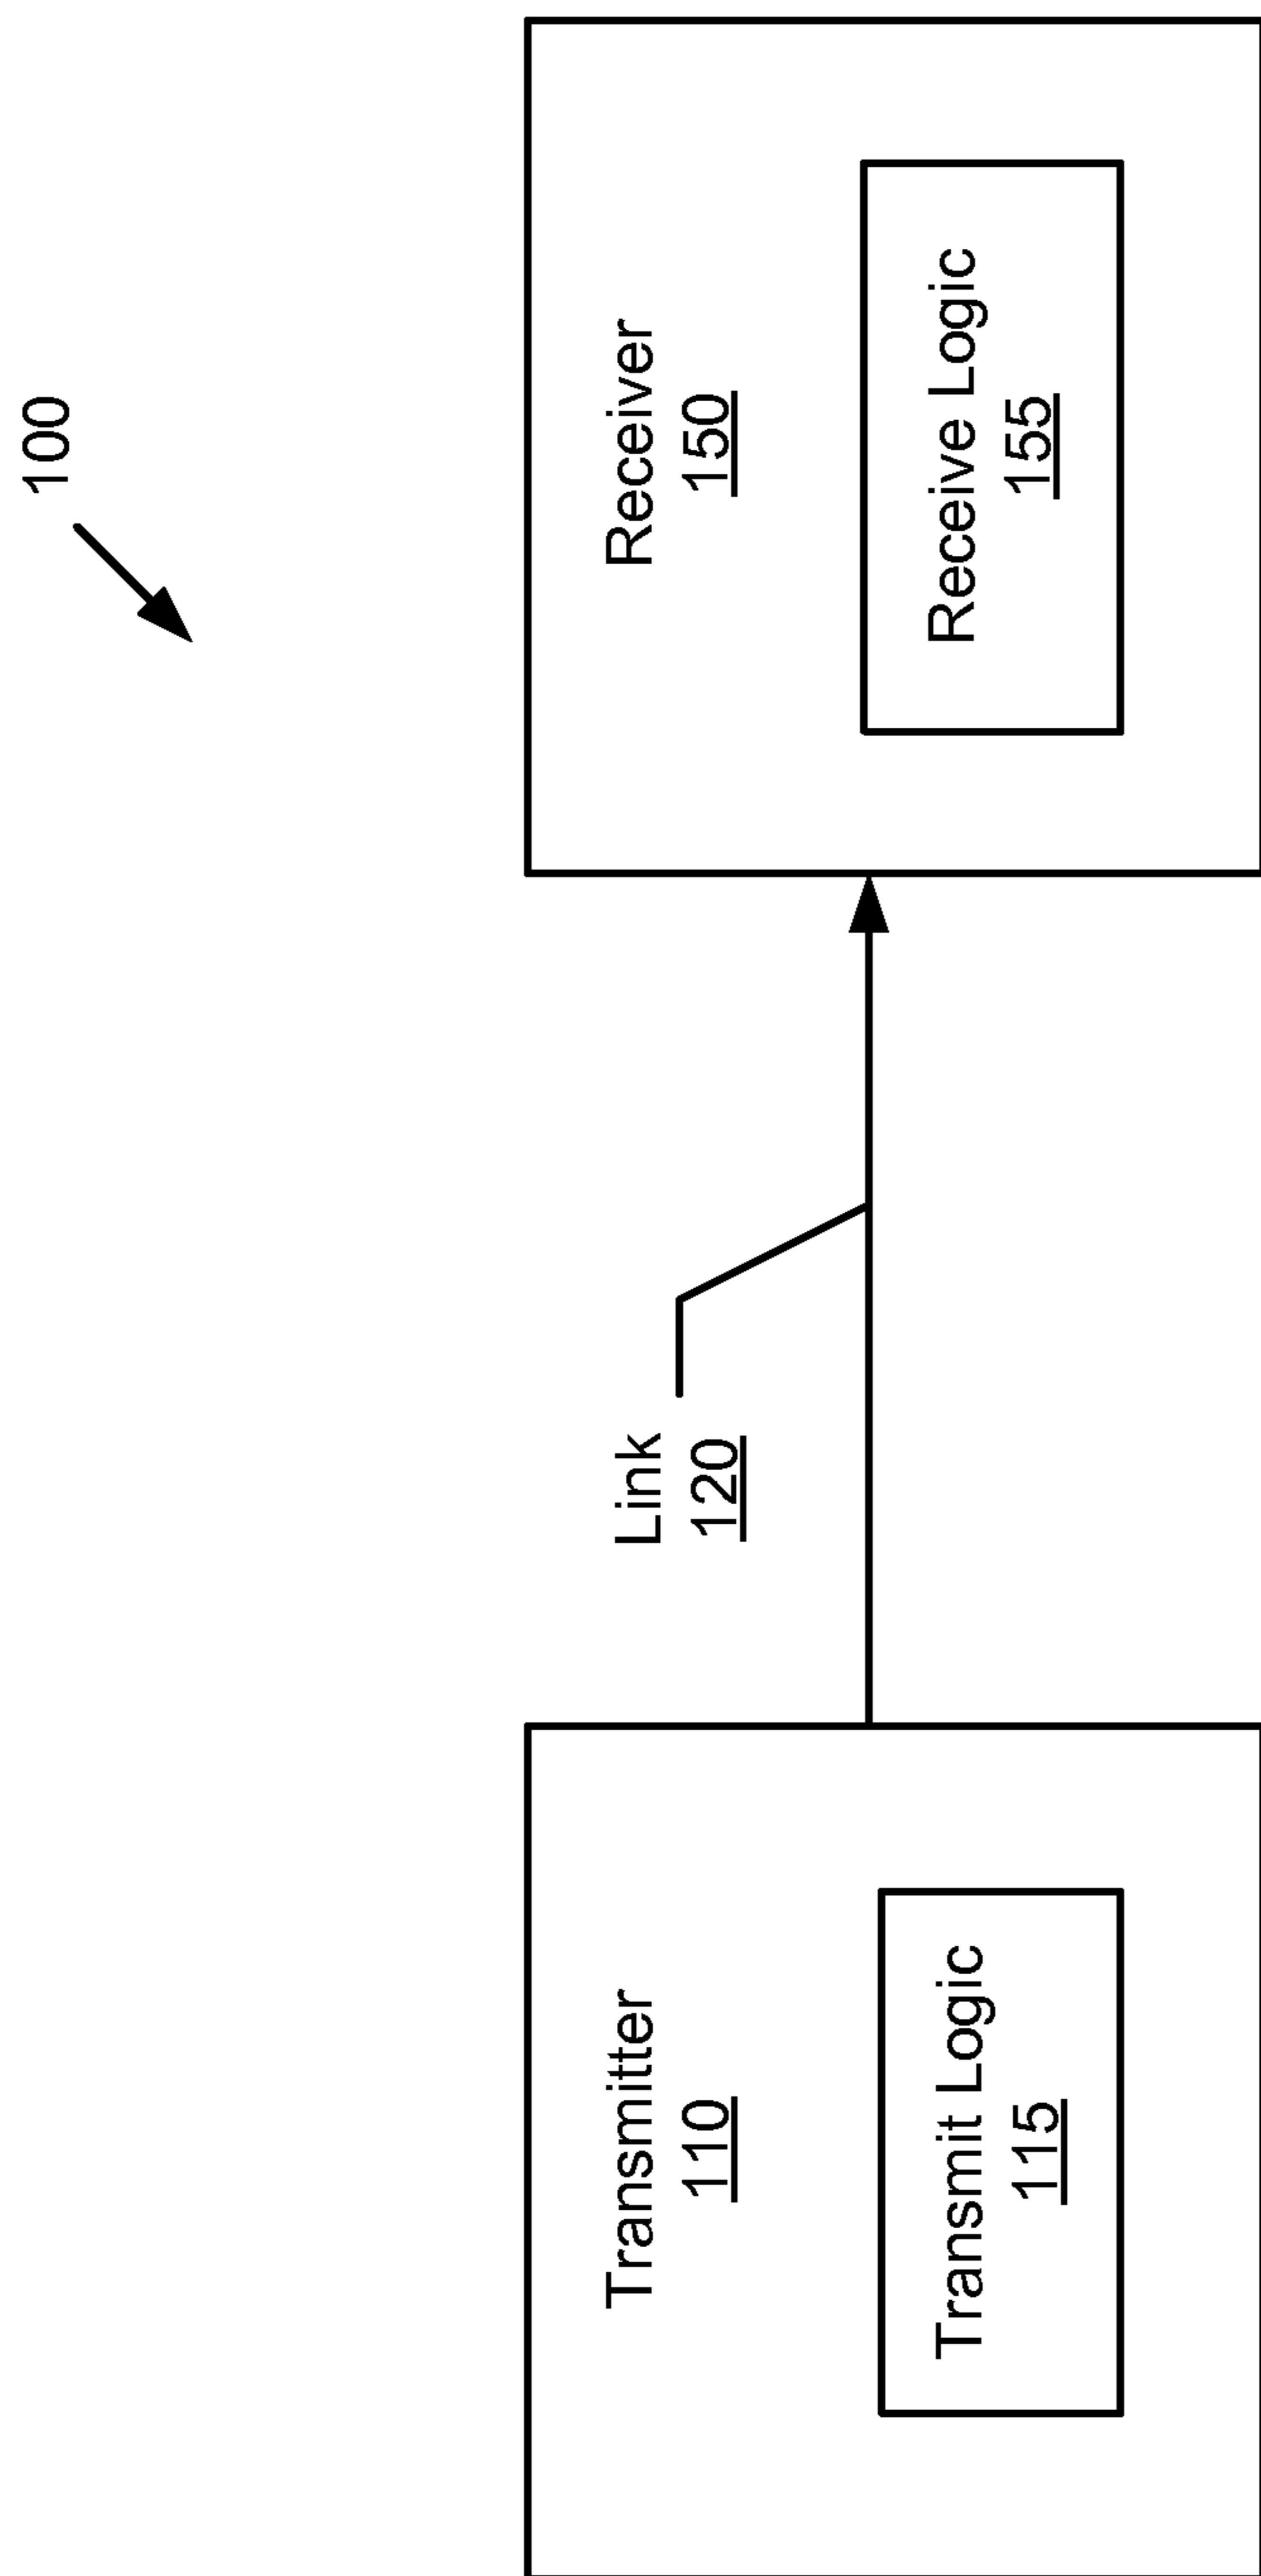 100
Transmitter
110
Transmit Logic
115
Link
120
Receiver
150
Receive Logic
155